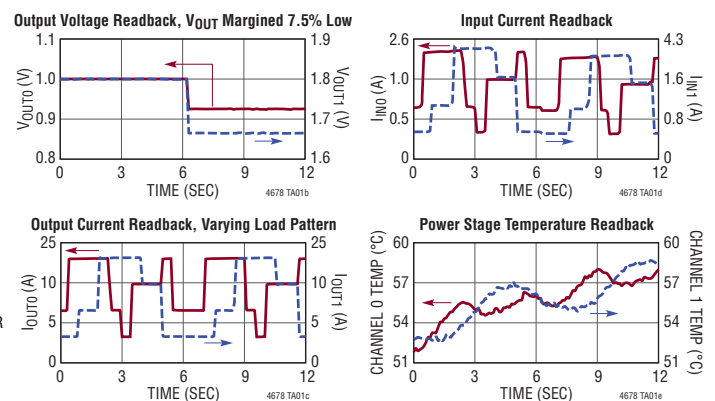 Output Voltage Readback, VOUT Margined 7.5% Low
1.1
1.0
0.9
0.8
VOUT0 (V)
1.9
1.8
1.7
1.6
VOUT1 (V)
0 3 6 9 12
TIME (SEC)
4678 TA01b
Input Current Readback
2.6
1.0
0.5
0
IIN0 (A)
4.3
1.6
0.8
0
IIN1 (A)
0 3 6 9 12
TIME (SEC)
4678 TA01d
Output Current Readback, Varying Load Pattern
25
10
5
0
IOUT0 (A)
25
10
5
0
IOUT1 (A)
0 3 6 9 12
TIME (SEC)
4678 TA01c
Power Stage Temperature Readback
60
57
54
51
CHANNEL 0 TEMP (°C)
60
57
54
51
CHANNEL 1 TEMP (°C)
0 3 6 9 12
TIME (SEC)
4678 TA01e